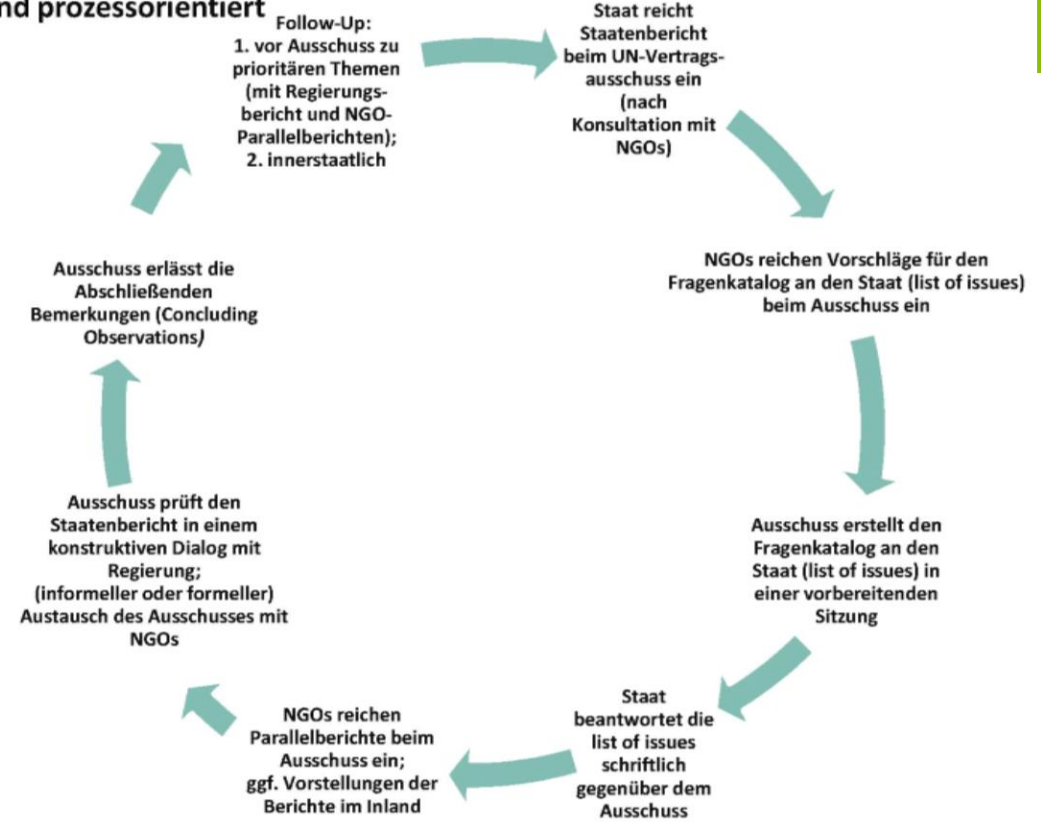 nd prozessorientiert
Follow-Up:
1. vor Ausschuss zu
prioritären Themen
(mit Regierungs-
bericht und NGO-
Parallelberichten);
2. innerstaatlich
Staat reicht
Staatenbericht
beim UN-Vertrags-
ausschuss ein
(nach
Konsultation mit
NGOs)
NGOs reichen Vorschläge für den
Fragenkatalog an den Staat (list of issues)
beim Ausschuss ein
Ausschuss erstellt den
Fragenkatalog an den
Staat (list of issues) in
einer vorbereitenden
Sitzung
Staat
beantwortet die
list of issues
schriftlich
gegenüber dem
Ausschuss
NGOs reichen
Parallelberichte beim
Ausschuss ein;
ggf. Vorstellungen der
Berichte im Inland
Ausschuss prüft den
Staatenbericht in einem
konstruktiven Dialog mit
Regierung;
(informeller oder formeller)
Austausch des Ausschusses mit
NGOs
Ausschuss erlässt die
Abschließenden
Bemerkungen (Concluding
Observations)